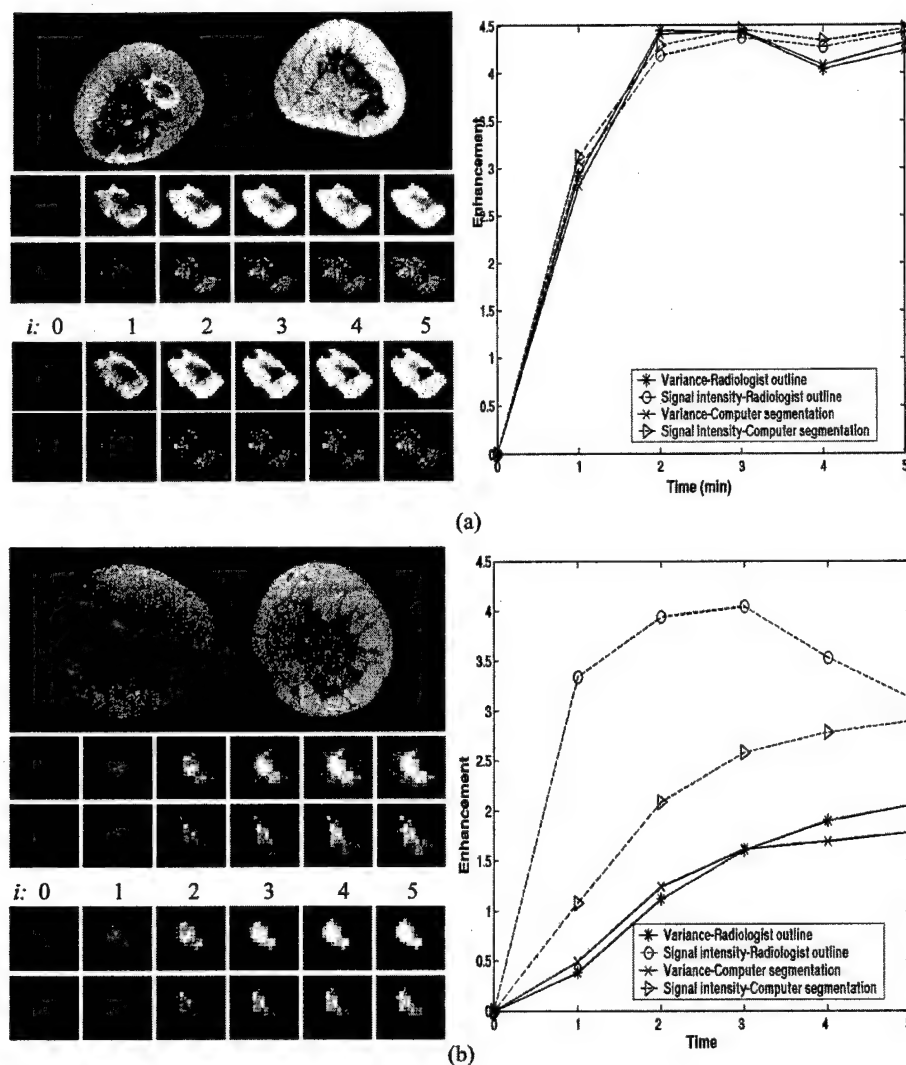 4.5
4
3.5
3
2.5
2
1.5
1
0.5
0
Enhancement
0 1 2 3 4 5
Time (min)
Variance-Radiologist outline
Signal intensity-Radiologist outline
Variance-Computer segmentation
Signal intensity-Computer segmentation
i: 0 1 2 3 4 5
(a)
4.5
4
3.5
3
2.5
2
1.5
1
0.5
0
Enhancement
0 1 2 3 4 5
Time
Variance-Radiologist outline
Signal intensity-Radiologist outline
Variance-Computer segmentation
Signal intensity-Computer segmentation
i: 0 1 2 3 4 5
(b)